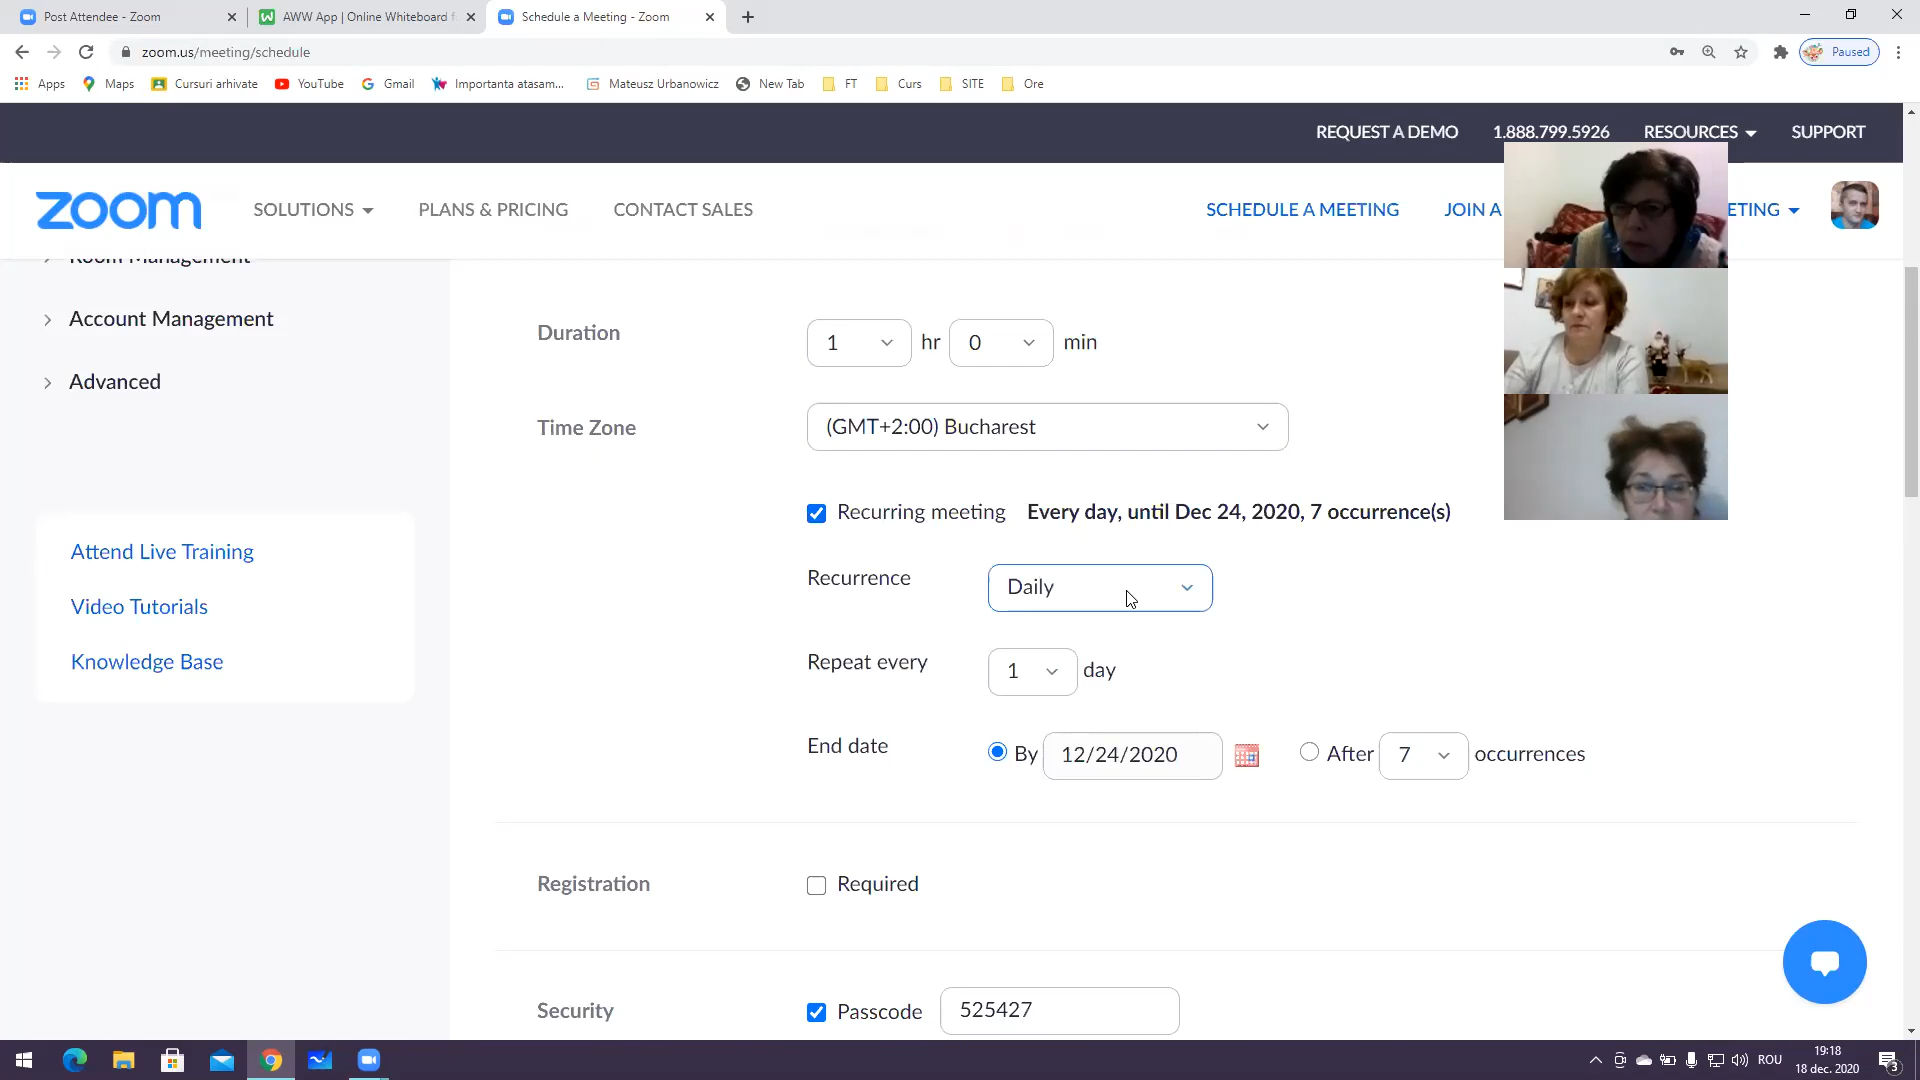 Post Attendee - Zoom
AWW App | Online Whiteboard f
Schedule a Meeting - Zoom
zoom.us/meeting/schedule
Paused
Apps
Maps
Cursuri arhivate
YouTube
Gmail
Importanta atasam...
Mateusz Urbanowicz
New Tab
FT
Curs
SITE
Ore
REQUEST A DEMO
1.888.799.5926
RESOURCES
SUPPORT
zoom
SOLUTIONS
PLANS & PRICING
CONTACT SALES
SCHEDULE A MEETING
JOIN A
ETING
Room Management
Account Management
Advanced
Attend Live Training
Video Tutorials
Knowledge Base
Duration
1 hr 0 min
Time Zone
(GMT+2:00) Bucharest
Recurring meeting Every day, until Dec 24, 2020, 7 occurrence(s)
Recurrence
Daily
Repeat every
1 day
End date
By 12/24/2020
After 7 occurrences
Registration
Required
Security
Passcode
525427
ROU
19:18
18 dec. 2020
3